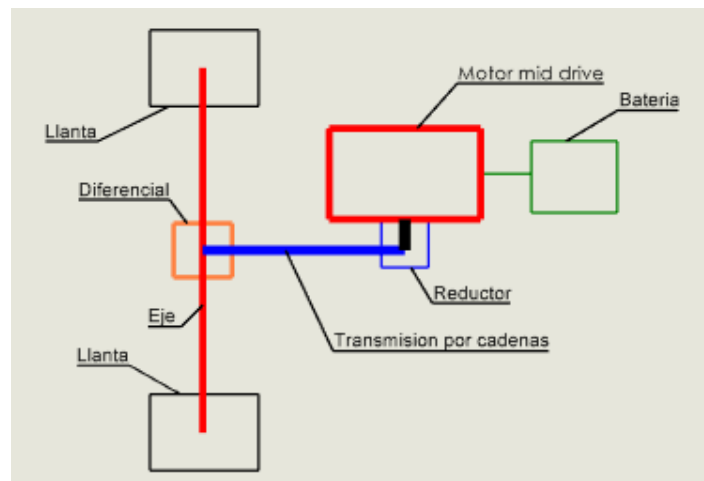 Motor mid drive
Bateria
Llanta
Diferencial
Reductor
Eje
Transmision por cadenas
Llanta